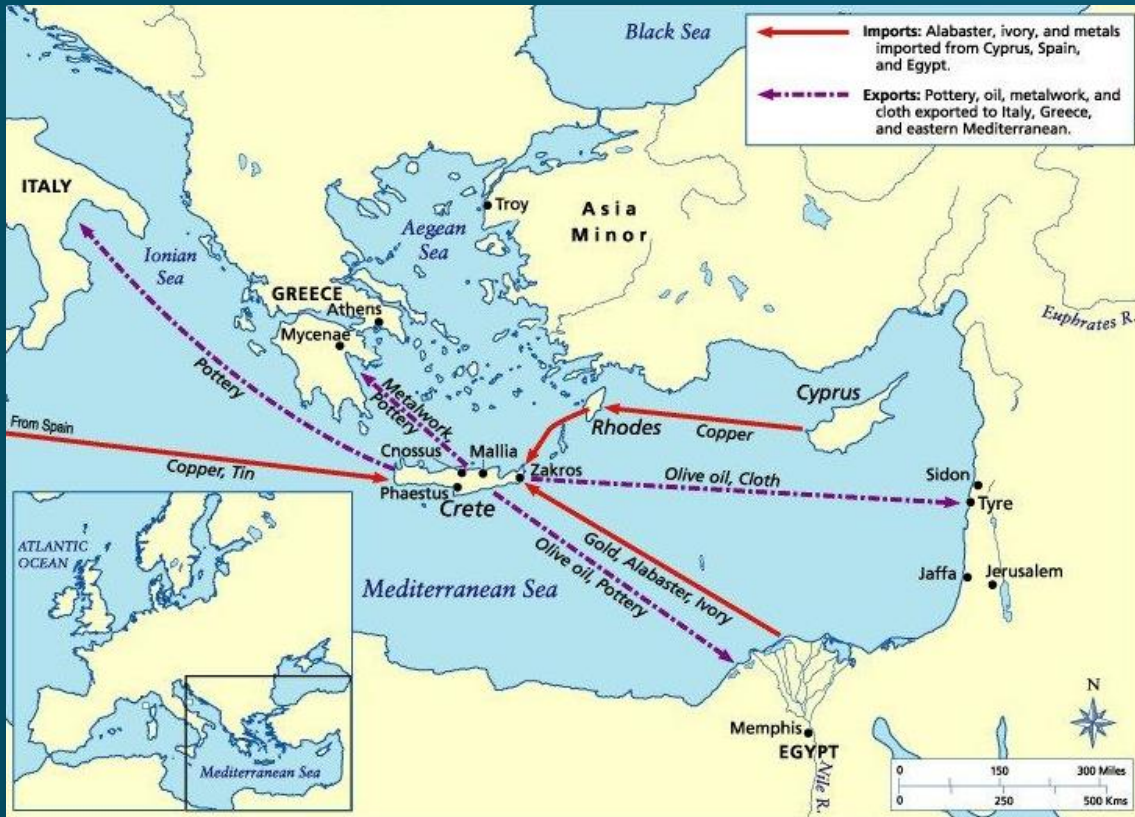 Black Sea
Imports: Alabaster, ivory, and metals
imported from Cyprus, Spain,
and Egypt.
Exports: Pottery, oil, metalwork, and
cloth exported to Italy, Greece,
and eastern Mediterranean.
ITALY
Ionian
Sea
Aegean
Sea
Troy
Asia
Minor
GREECE
Athens
Mycenae
Euphrates R.
Pottery
Metalwork,
Pottery
Cyprus
Rhodes
Copper
From Spain
Copper, Tin
Cnossus
Mallia
Zakros
Phaestus
Crete
Olive oil, Cloth
Sidon
Tyre
Gold, Alabaster, Ivory
Olive oil, Pottery
Jaffa
Jerusalem
Mediterranean Sea
Memphis
EGYPT
Nile R.
ATLANTIC
OCEAN
Mediterranean Sea
N
0 150 300 Miles
0 250 500 Kms